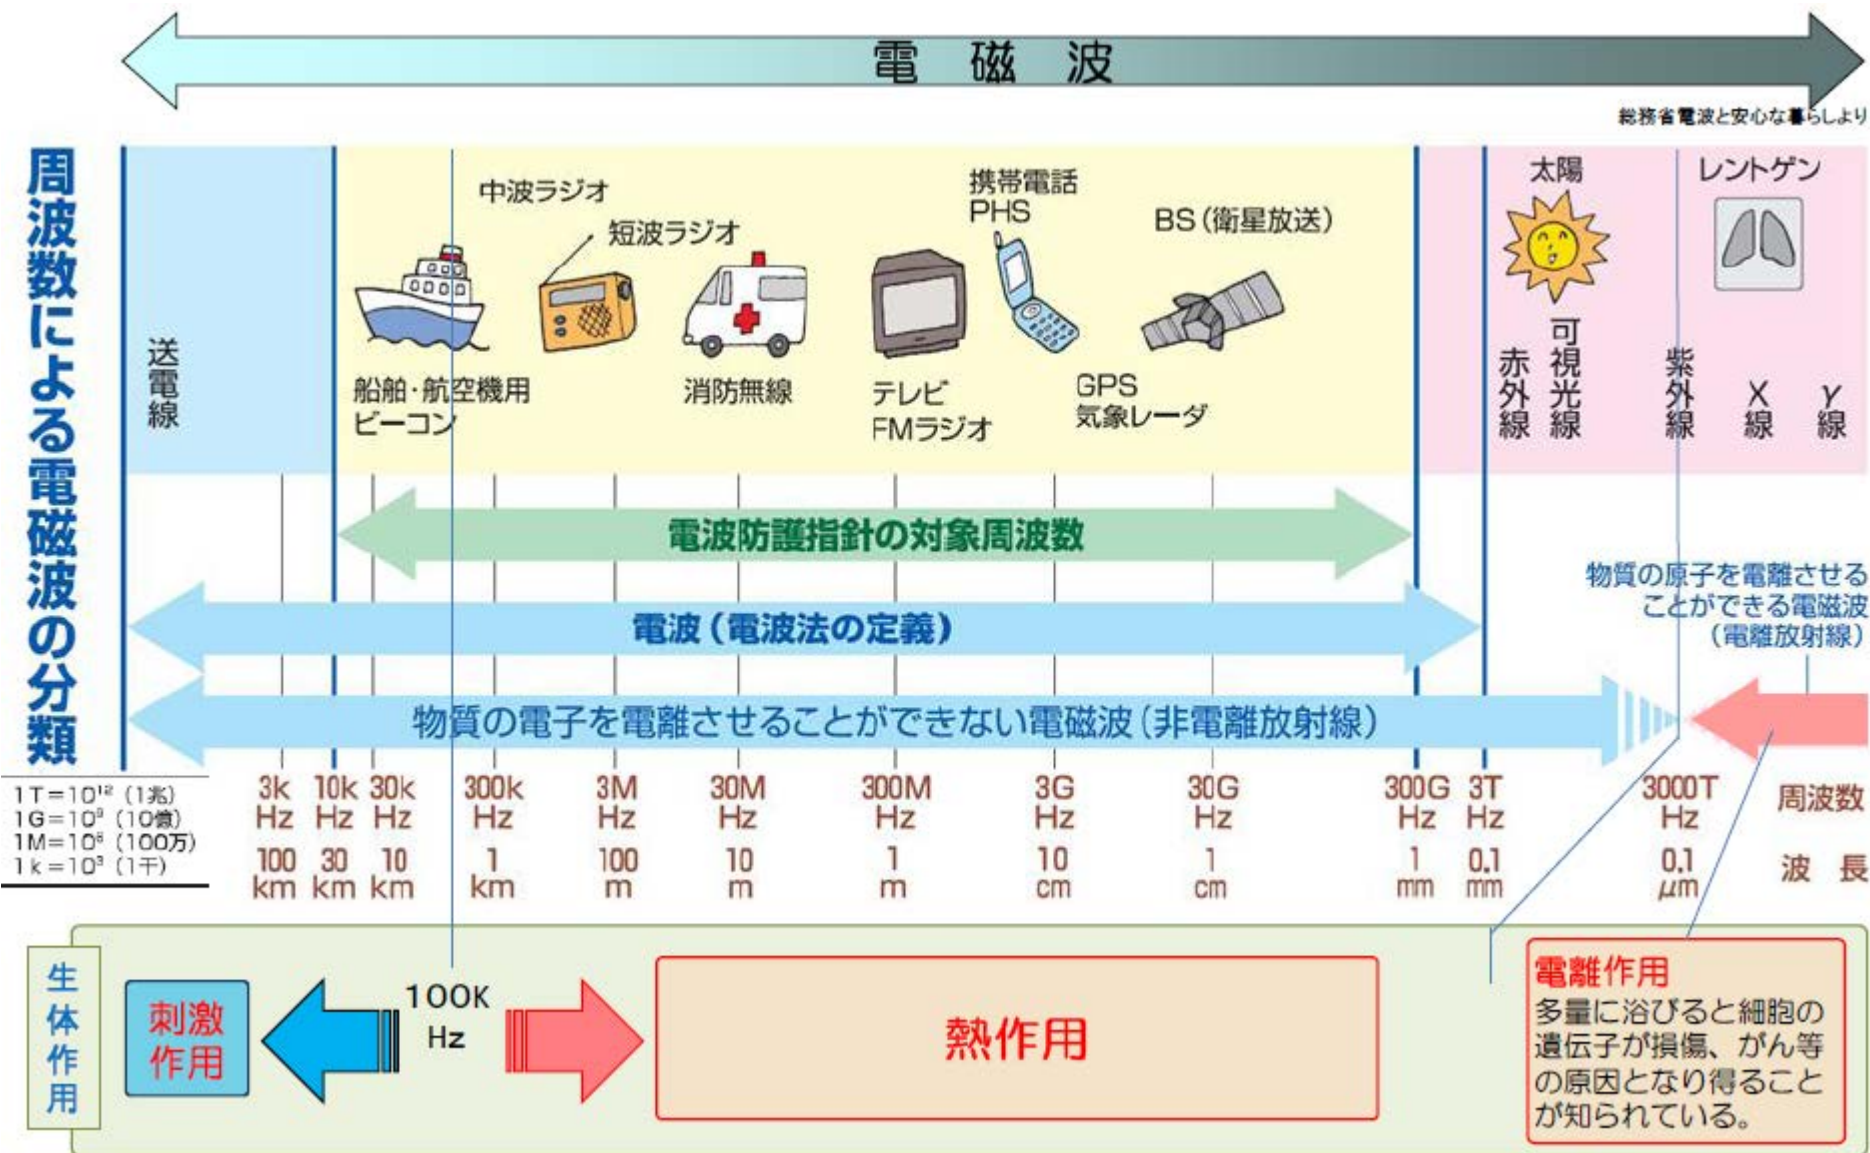 電磁波
総務省電波と安心な暮らしより
周波数による電磁波の分類
送電線
中波ラジオ
短波ラジオ
携帯電話
PHS
BS(衛星放送)
太陽
レントゲン
船舶・航空機用
ビーコン
消防無線
テレビ
FMラジオ
GPS
気象レーダ
赤外線
可視光線
紫外線
X線
γ線
電波防護指針の対象周波数
電波(電波法の定義)
物質の原子を電離させる
ことができる電磁波
(電離放射線)
物質の電子を電離させることができない電磁波(非電離放射線)
1T=10¹²(1兆)
1G=10⁹(10億)
1M=10⁶(100万)
1k=10³(1千)
3k 10k 30k 300k 3M 30M 300M 3G 30G 300G 3T 3000T 周波数
Hz Hz Hz Hz Hz Hz Hz Hz Hz Hz Hz Hz
100 30 10 1 100 10 1 10 1 1 0.1 0.1 波長
km km km km m m m cm cm mm mm μm
生体作用
刺激
作用
100K
Hz
熱作用
電離作用
多量に浴びると細胞の
遺伝子が損傷、がん等
の原因となり得ること
が知られている。